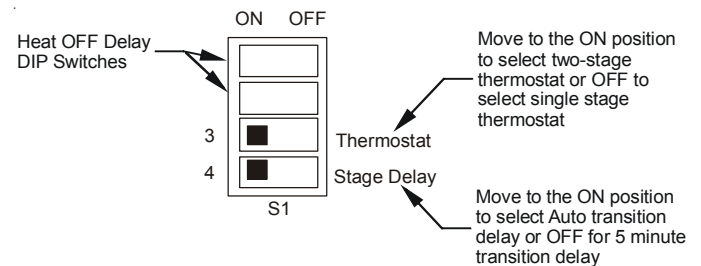 ON OFF
Heat OFF Delay
DIP Switches
Move to the ON position
to select two-stage
thermostat or OFF to
select single stage
thermostat
3 Thermostat
4 Stage Delay
S1
Move to the ON position
to select Auto transition
delay or OFF for 5 minute
transition delay